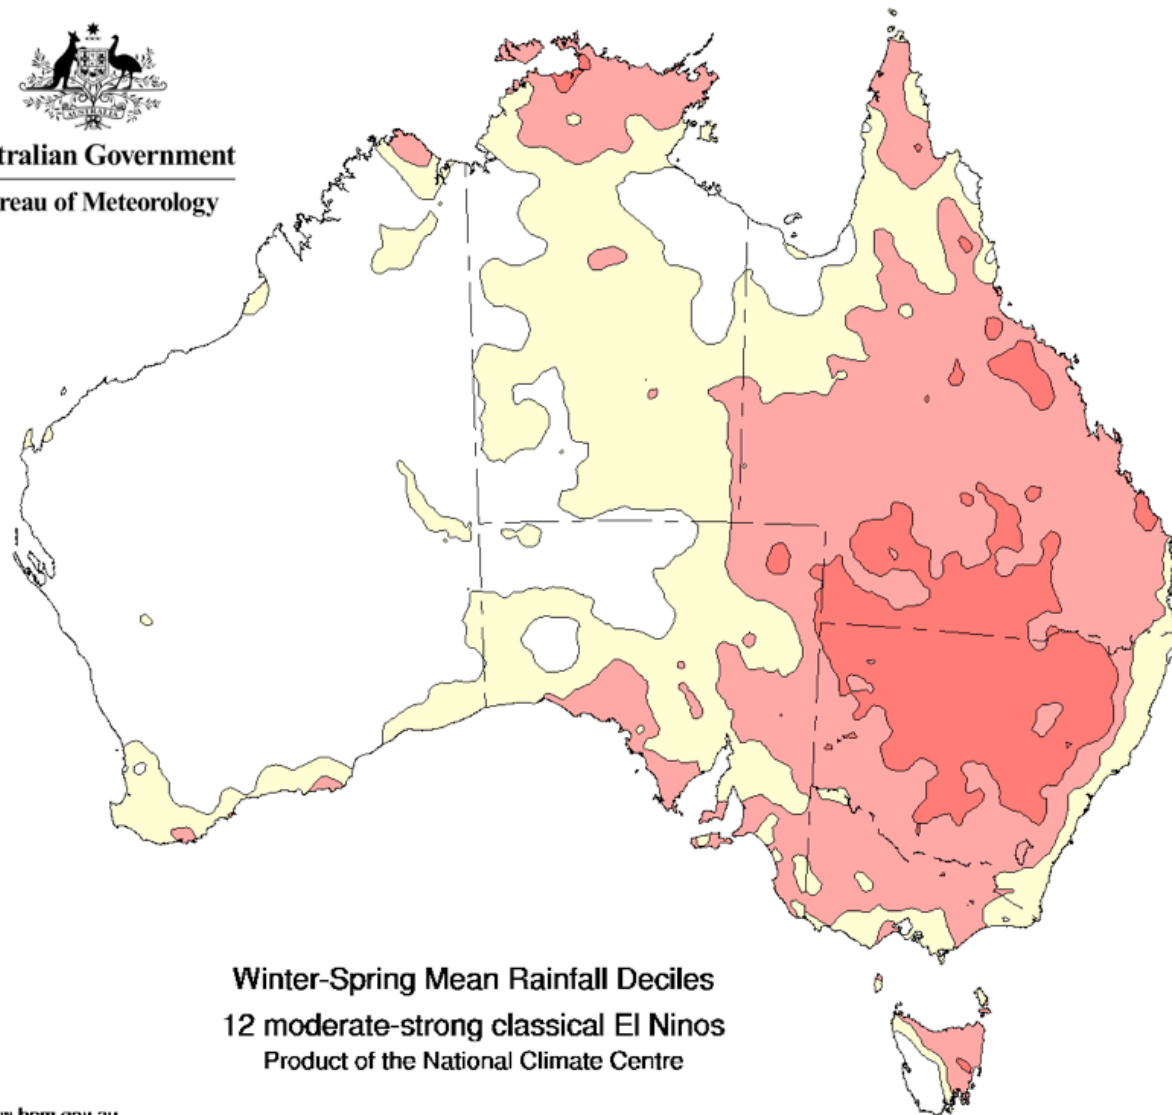 AUSTRALIA
tralian Government
reau of Meteorology
Winter-Spring Mean Rainfall Deciles
12 moderate-strong classical El Ninos
Product of the National Climate Centre